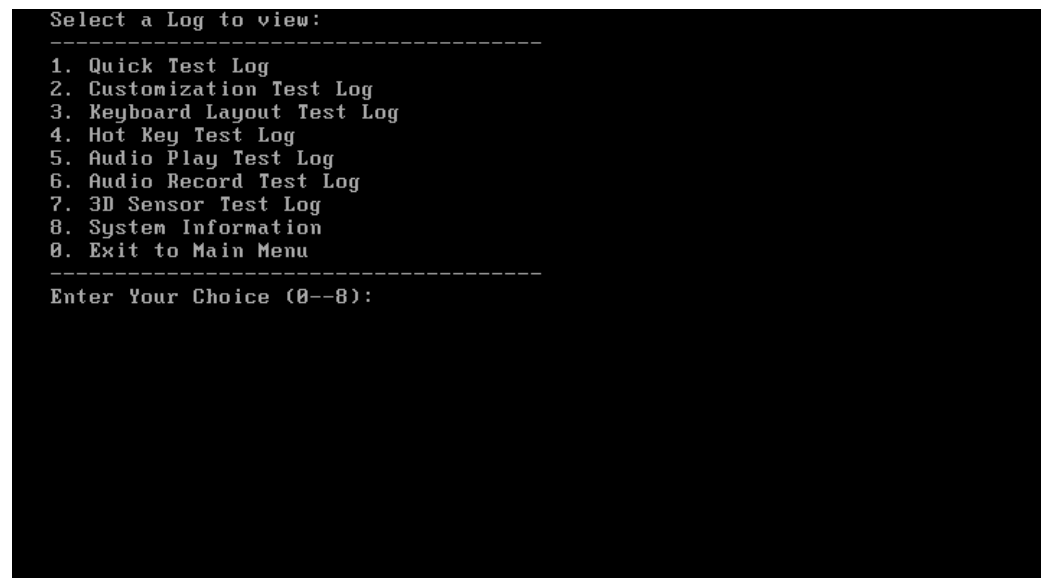 Select a Log to view:
--------------------------------------
1. Quick Test Log
2. Customization Test Log
3. Keyboard Layout Test Log
4. Hot Key Test Log
5. Audio Play Test Log
6. Audio Record Test Log
7. 3D Sensor Test Log
8. System Information
0. Exit to Main Menu
--------------------------------------
Enter Your Choice (0--8):